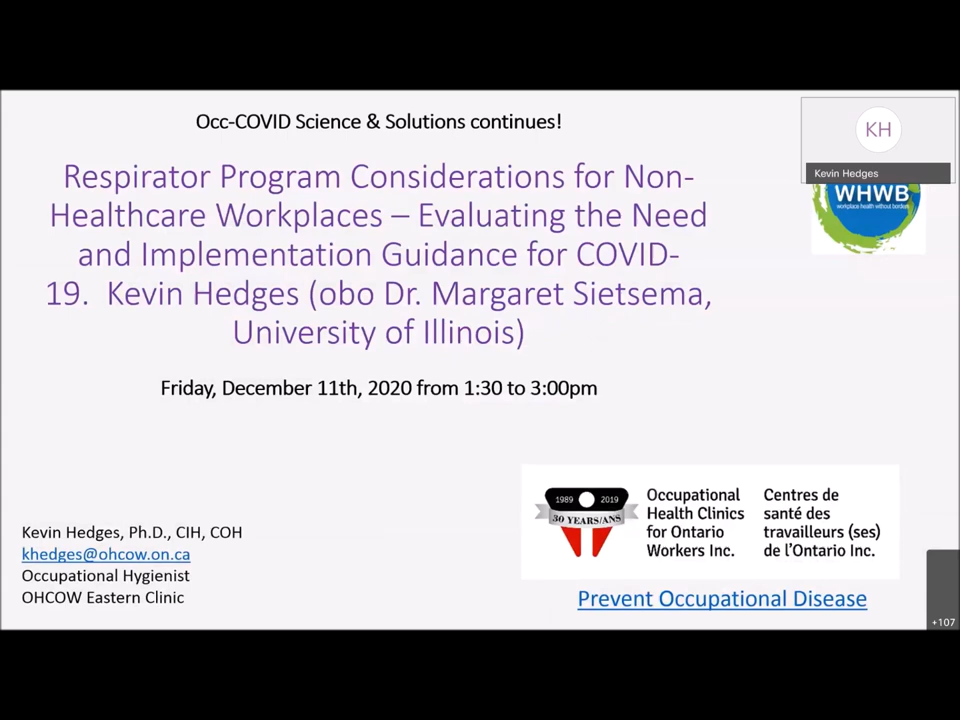 Occ-COVID Science & Solutions continues!
Respirator Program Considerations for Non-
Healthcare Workplaces – Evaluating the Need
and Implementation Guidance for COVID-
19.  Kevin Hedges (obo Dr. Margaret Sietsema,
University of Illinois)
Friday, December 11th, 2020 from 1:30 to 3:00pm
KH
Kevin Hedges
WHWB
workplace health without borders
Kevin Hedges, Ph.D., CIH, COH
khedges@ohcow.on.ca
Occupational Hygienist
OHCOW Eastern Clinic
1989 2019
30 YEARS/ANS
Occupational
Health Clinics
for Ontario
Workers Inc.
Centres de
santé des
travailleurs (ses)
de l'Ontario Inc.
Prevent Occupational Disease
+107